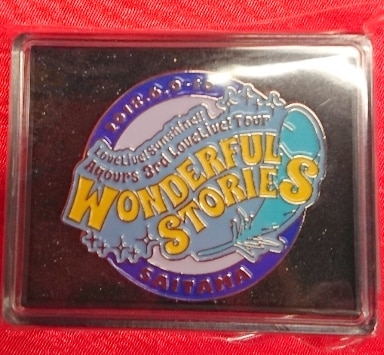 2018.6.9-10
LoveLive! Sunshine!!
Aqours 3rd LoveLive! Tour
WONDERFUL
STORIES
SAITAMA